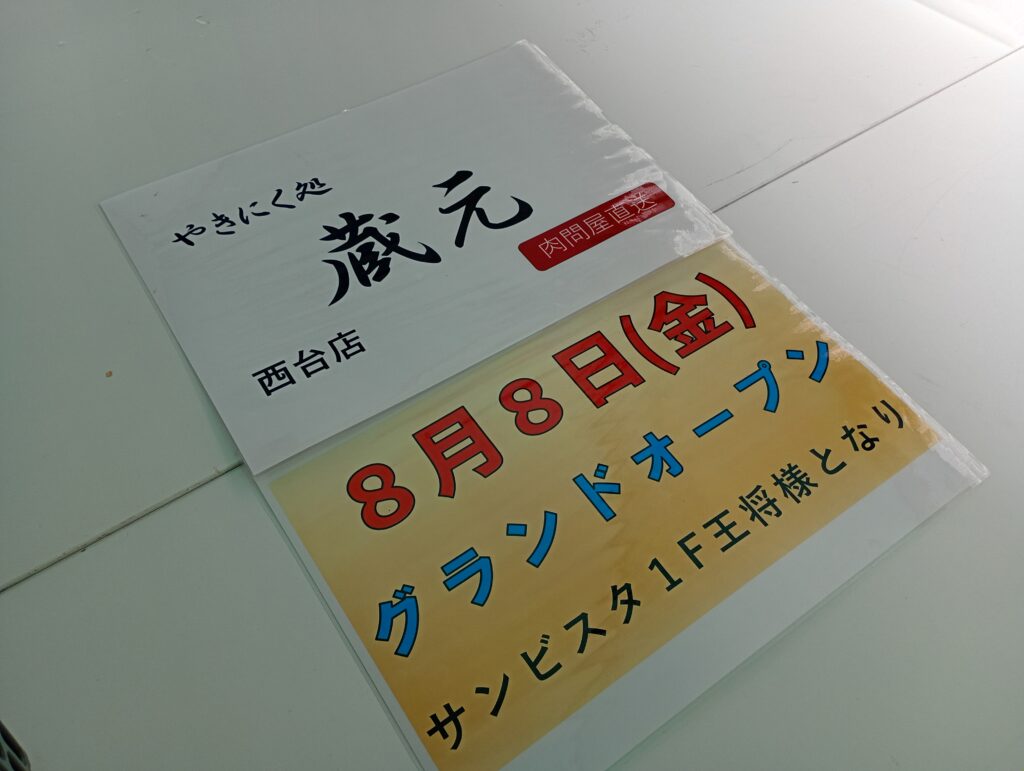 やきにく処
蔵元
肉問屋直送
西台店
8月8日(金)
グランドオープン
サンビスタ1F王将様となり